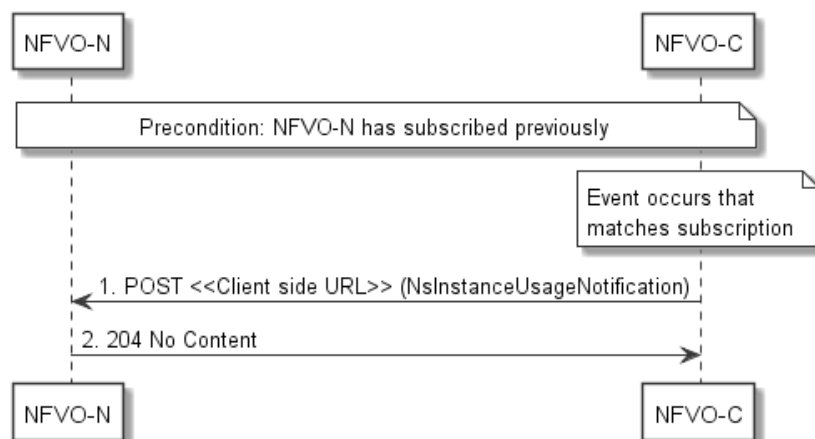 NFVO-N
NFVO-C
Precondition: NFVO-N has subscribed previously
Event occurs that
matches subscription
1. POST <<Client side URL>> (NsInstanceUsageNotification)
2. 204 No Content
NFVO-N
NFVO-C